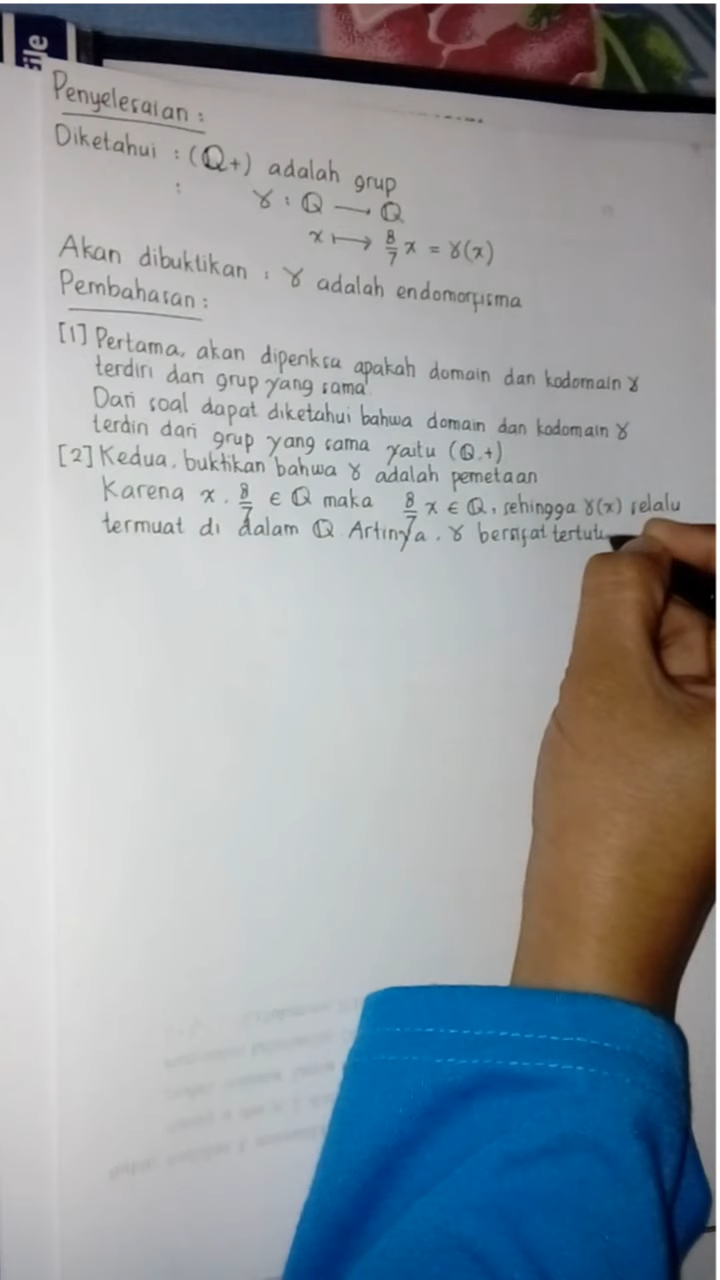 file
Penyelesaian :
Diketahui : (Q,+) adalah grup
: γ : Q → Q
x ↦ 8/7 x = γ(x)
Akan dibuktikan : γ adalah endomorfisma
Pembahasan :
[1] Pertama, akan diperiksa apakah domain dan kodomain γ
terdiri dari grup yang sama
Dari soal dapat diketahui bahwa domain dan kodomain γ
terdiri dari grup yang sama yaitu (Q,+)
[2] Kedua, buktikan bahwa γ adalah pemetaan
Karena x, 8/7 ∈ Q maka 8/7 x ∈ Q, sehingga γ(x) selalu
termuat di dalam Q. Artinya, γ bersifat tertutu